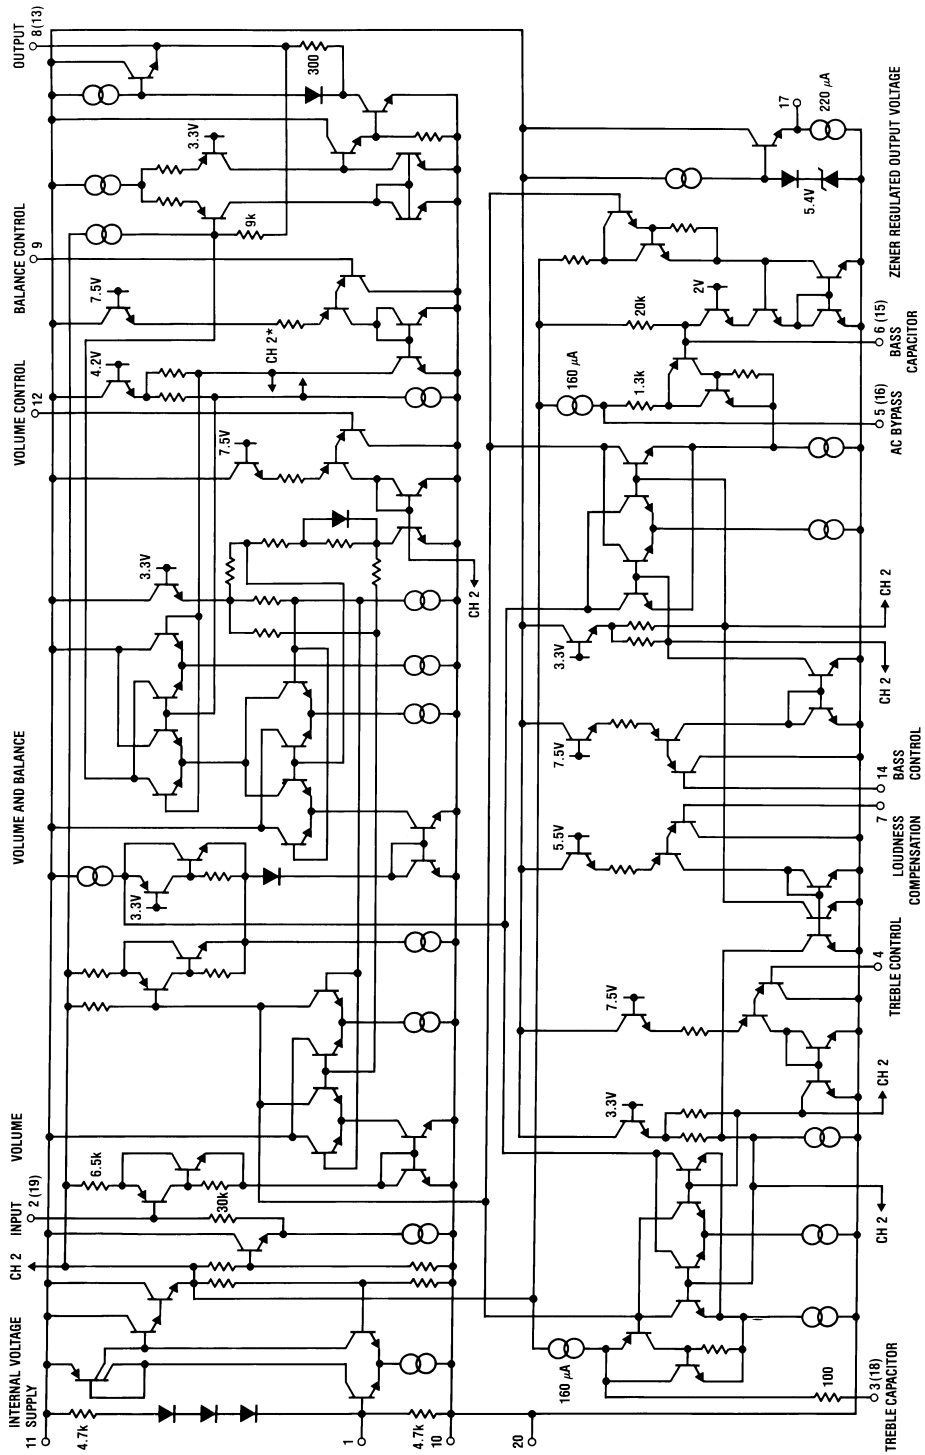 INTERNAL VOLTAGE
SUPPLY
11
4.7k
1
4.7k
10
20
CH 2
INPUT
2 (19)
30k
6.5k
VOLUME
3.3V
VOLUME AND BALANCE
3.3V
CH 2
VOLUME CONTROL
12
7.5V
4.2V
CH 2*
BALANCE CONTROL
9
7.5V
9k
3.3V
OUTPUT
8 (13)
300
TREBLE CAPACITOR
3 (18)
100
160 μA
CH 2
3.3V
CH 2
TREBLE CONTROL
4
7.5V
LOUDNESS
COMPENSATION
7
5.5V
14
BASS
CONTROL
7.5V
CH 2
3.3V
CH 2
AC BYPASS
5 (16)
160 μA
1.3k
6 (15)
BASS
CAPACITOR
20k
2V
ZENER REGULATED OUTPUT VOLTAGE
5.4V
17
220 μA